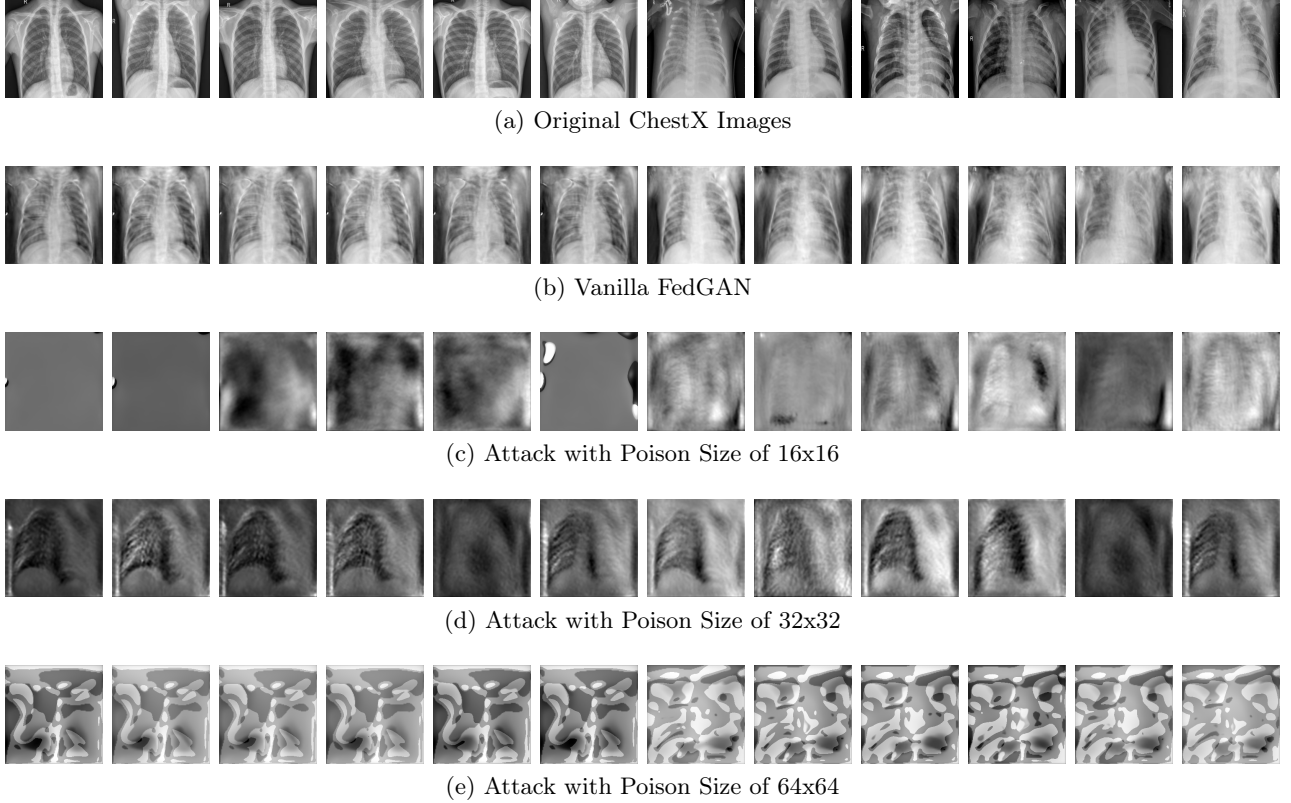 (a) Original ChestX Images
(b) Vanilla FedGAN
(c) Attack with Poison Size of 16x16
(d) Attack with Poison Size of 32x32
(e) Attack with Poison Size of 64x64